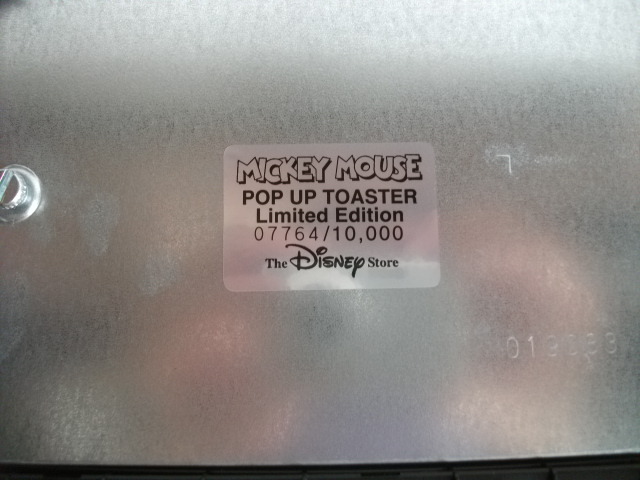 MICKEY MOUSE
POP UP TOASTER
Limited Edition
07764/10,000
The Disney Store